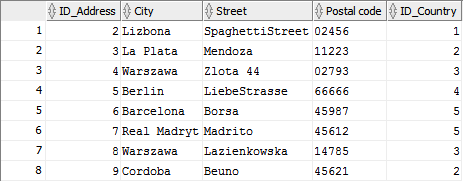 ID_Address City Street Postal code ID_Country
1 2 Lizbona SpaghettiStreet 02456 1
2 3 La Plata Mendoza 11223 2
3 4 Warszawa Zlota 44 02793 3
4 5 Berlin LiebeStrasse 66666 4
5 6 Barcelona Borsa 45987 5
6 7 Real Madryt Madrito 45612 5
7 8 Warszawa Lazienkowska 14785 3
8 9 Cordoba Beuno 45621 2